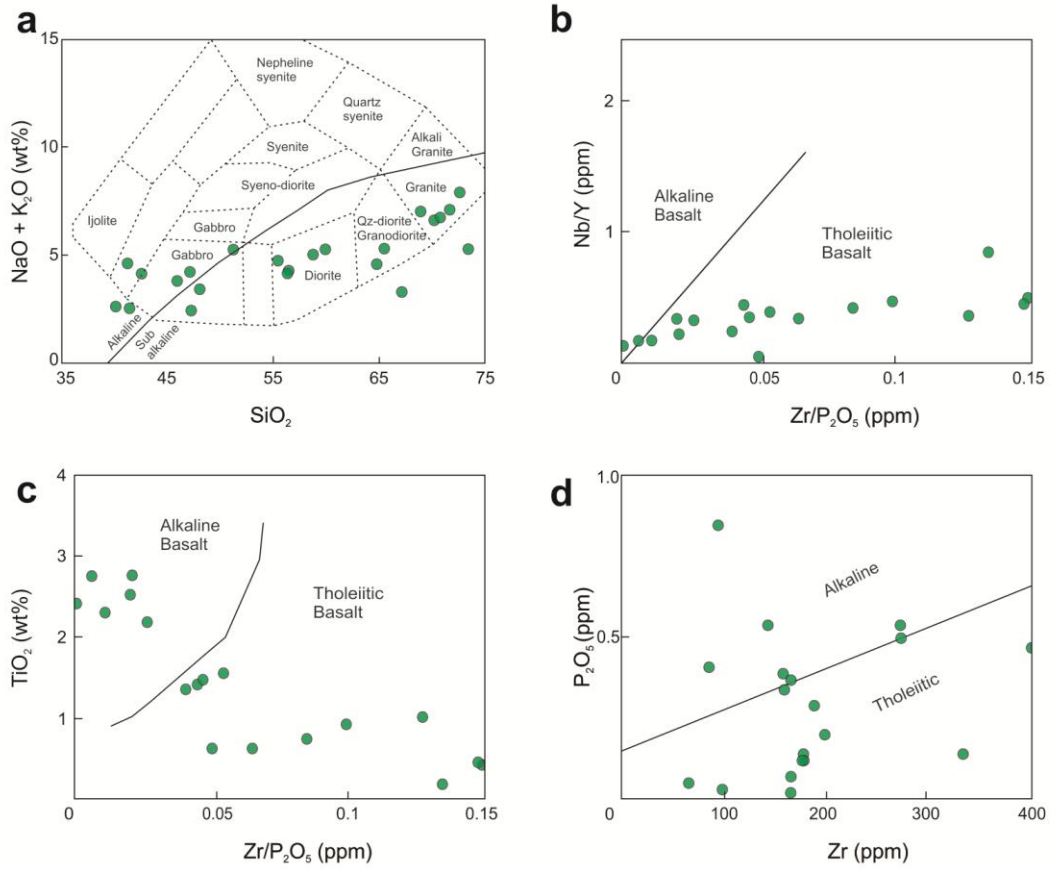 a
NaO + K₂O (wt%)
15
10
5
0
35
45
55
65
75
SiO₂
Nepheline
syenite
Quartz
syenite
Alkali
Granite
Syenite
Syeno-diorite
Granite
Ijolite
Gabbro
Qz-diorite
Granodiorite
Gabbro
Diorite
Alkaline
Sub
alkaline
b
Nb/Y (ppm)
2
1
0
0.05
0.1
0.15
Zr/P₂O₅ (ppm)
Alkaline
Basalt
Tholeiitic
Basalt
c
TiO₂ (wt%)
4
3
2
1
0
0.05
0.1
0.15
Zr/P₂O₅ (ppm)
Alkaline
Basalt
Tholeiitic
Basalt
d
P₂O₅ (ppm)
1.0
0.5
0
100
200
300
400
Zr (ppm)
Alkaline
Tholeiitic